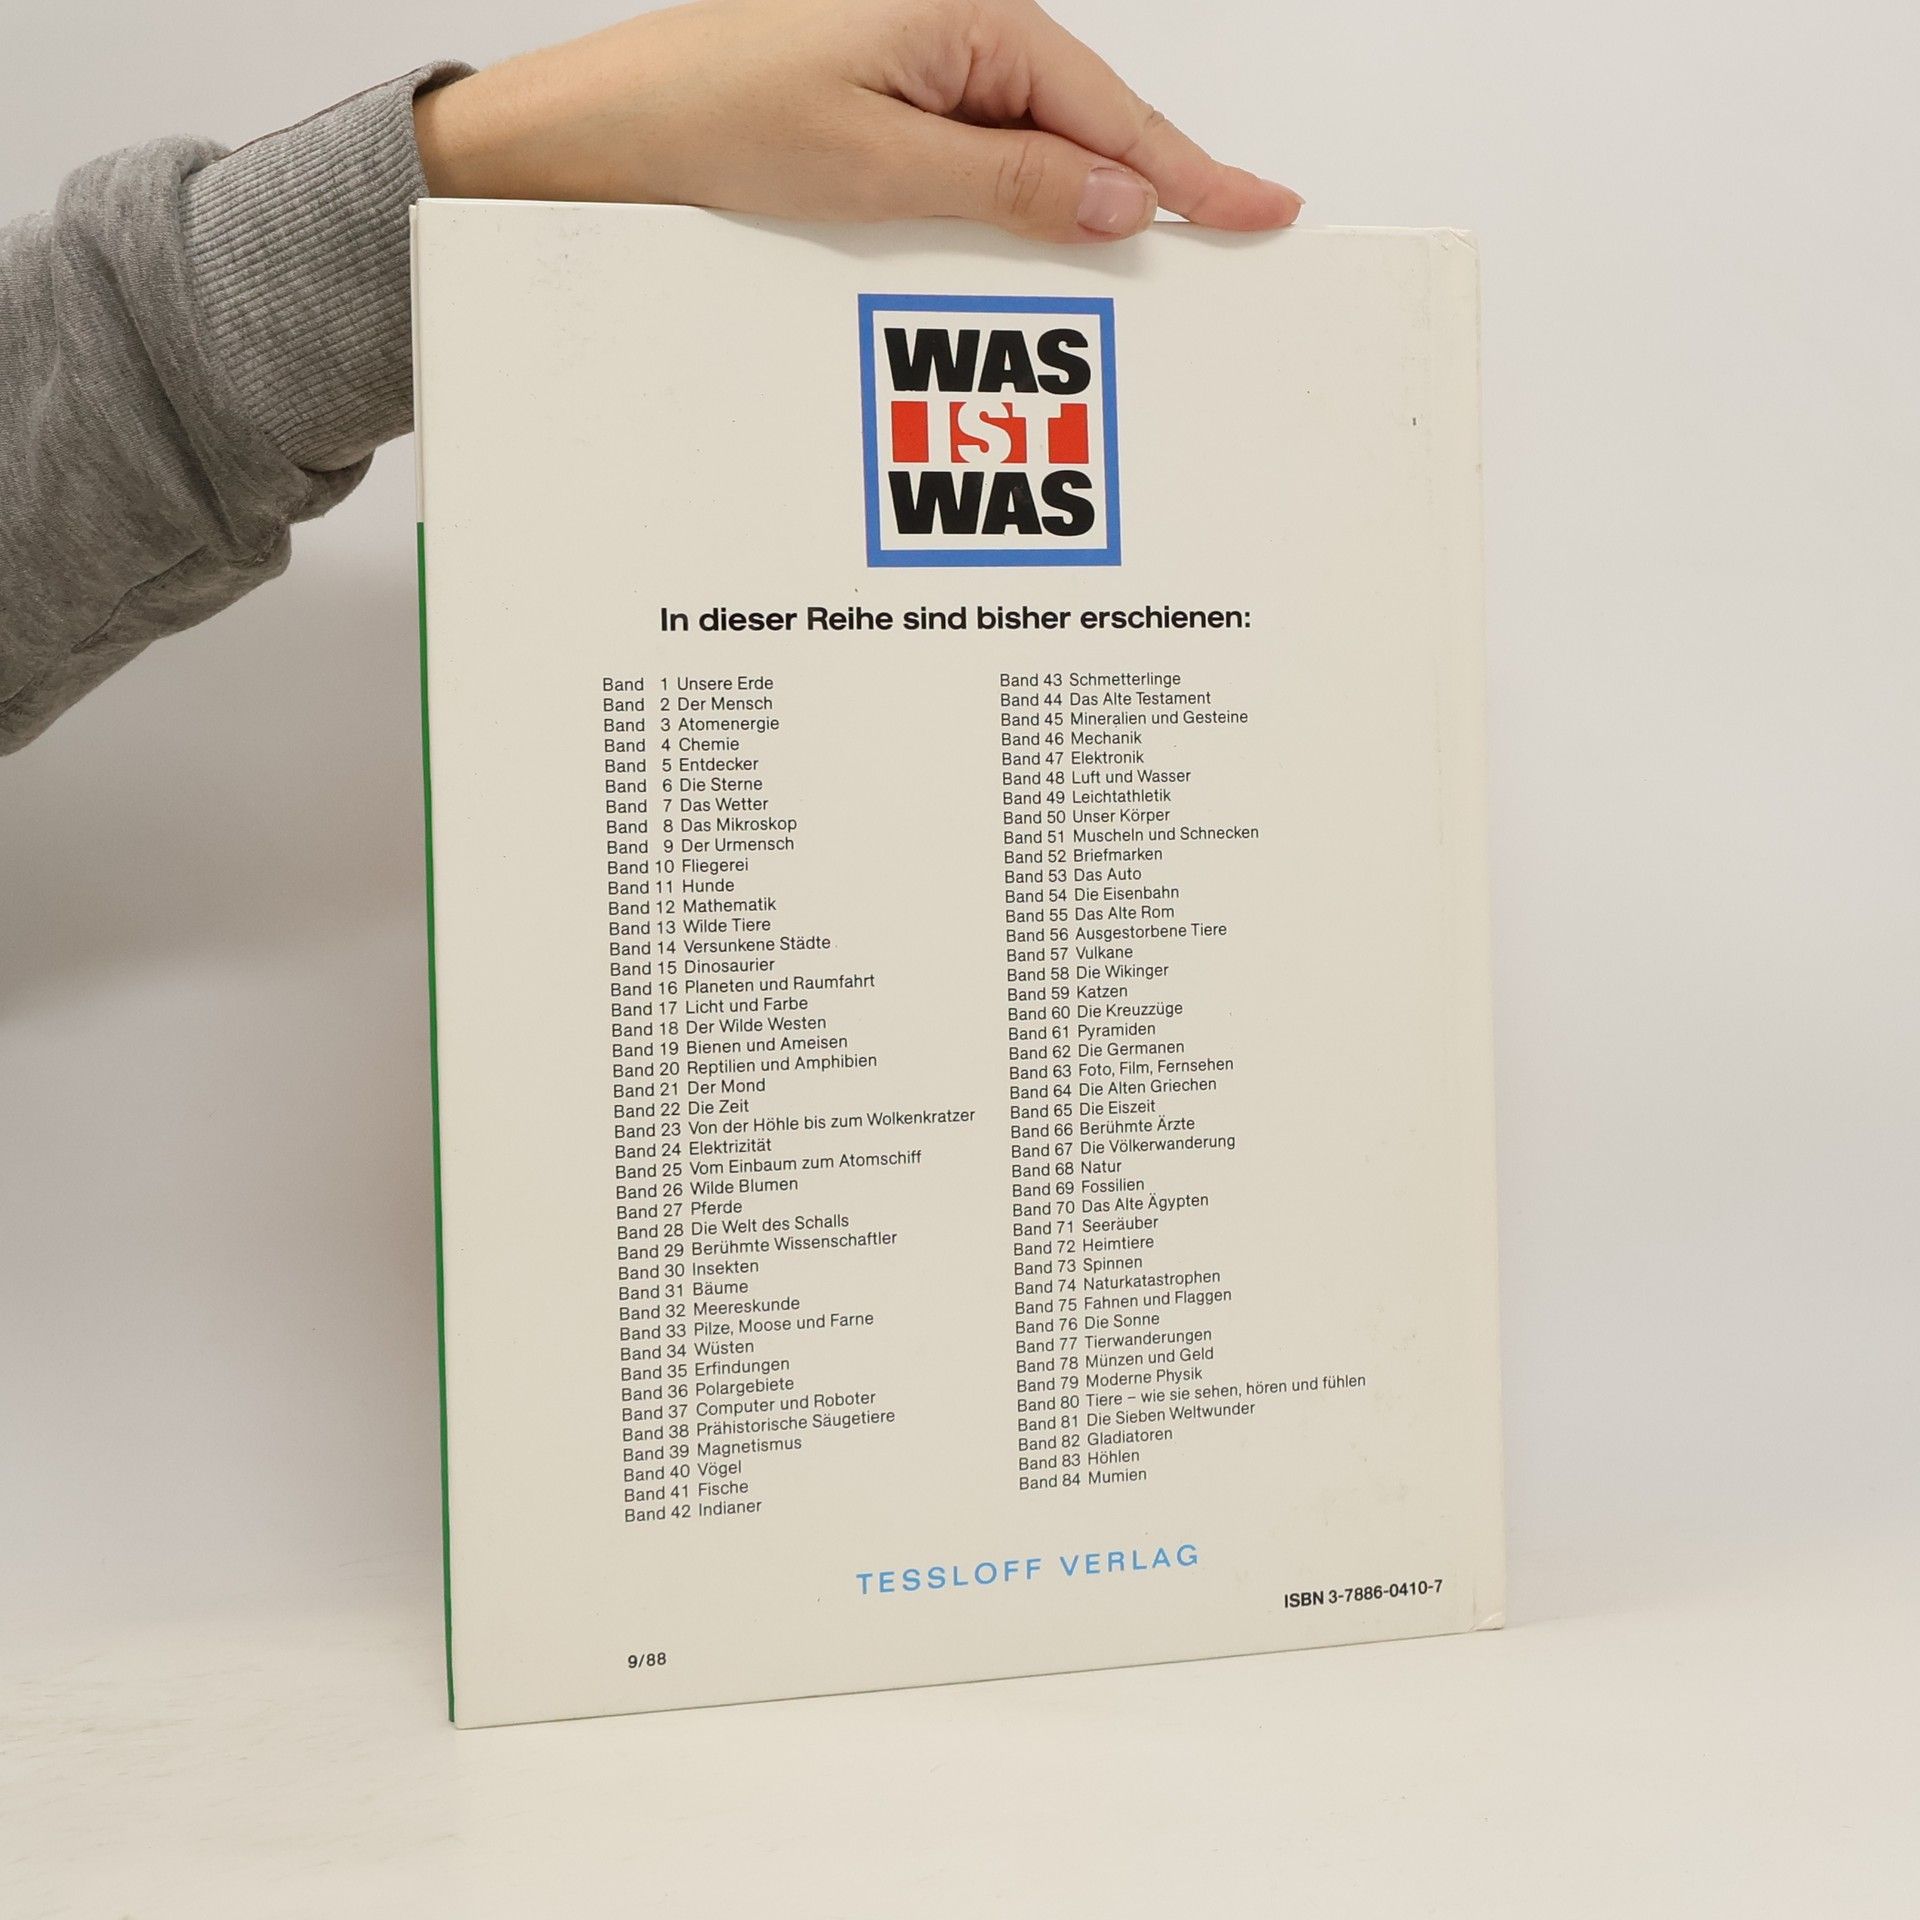 WAS
IST
WAS
In dieser Reihe sind bisher erschienen:
Band 1 Unsere Erde
Band 2 Der Mensch
Band 3 Atomenergie
Band 4 Chemie
Band 5 Entdecker
Band 6 Die Sterne
Band 7 Das Wetter
Band 8 Das Mikroskop
Band 9 Der Urmensch
Band 10 Fliegerei
Band 11 Hunde
Band 12 Mathematik
Band 13 Wilde Tiere
Band 14 Versunkene Städte
Band 15 Dinosaurier
Band 16 Planeten und Raumfahrt
Band 17 Licht und Farbe
Band 18 Der Wilde Westen
Band 19 Bienen und Ameisen
Band 20 Reptilien und Amphibien
Band 21 Der Mond
Band 22 Die Zeit
Band 23 Von der Höhle bis zum Wolkenkratzer
Band 24 Elektrizität
Band 25 Vom Einbaum zum Atomschiff
Band 26 Wilde Blumen
Band 27 Pferde
Band 28 Die Welt des Schalls
Band 29 Berühmte Wissenschaftler
Band 30 Insekten
Band 31 Bäume
Band 32 Meereskunde
Band 33 Pilze, Moose und Farne
Band 34 Wüsten
Band 35 Erfindungen
Band 36 Polargebiete
Band 37 Computer und Roboter
Band 38 Prähistorische Säugetiere
Band 39 Magnetismus
Band 40 Vögel
Band 41 Fische
Band 42 Indianer
Band 43 Schmetterlinge
Band 44 Das Alte Testament
Band 45 Mineralien und Gesteine
Band 46 Mechanik
Band 47 Elektronik
Band 48 Luft und Wasser
Band 49 Leichtathletik
Band 50 Unser Körper
Band 51 Muscheln und Schnecken
Band 52 Briefmarken
Band 53 Das Auto
Band 54 Die Eisenbahn
Band 55 Das Alte Rom
Band 56 Ausgestorbene Tiere
Band 57 Vulkane
Band 58 Die Wikinger
Band 59 Katzen
Band 60 Die Kreuzzüge
Band 61 Pyramiden
Band 62 Die Germanen
Band 63 Foto, Film, Fernsehen
Band 64 Die Alten Griechen
Band 65 Die Eiszeit
Band 66 Berühmte Ärzte
Band 67 Die Völkerwanderung
Band 68 Natur
Band 69 Fossilien
Band 70 Das Alte Ägypten
Band 71 Seeräuber
Band 72 Heimtiere
Band 73 Spinnen
Band 74 Naturkatastrophen
Band 75 Fahnen und Flaggen
Band 76 Die Sonne
Band 77 Tierwanderungen
Band 78 Münzen und Geld
Band 79 Moderne Physik
Band 80 Tiere – wie sie sehen, hören und fühlen
Band 81 Die Sieben Weltwunder
Band 82 Gladiatoren
Band 83 Höhlen
Band 84 Mumien
TESSLOFF VERLAG
ISBN 3-7886-0410-7
9/88